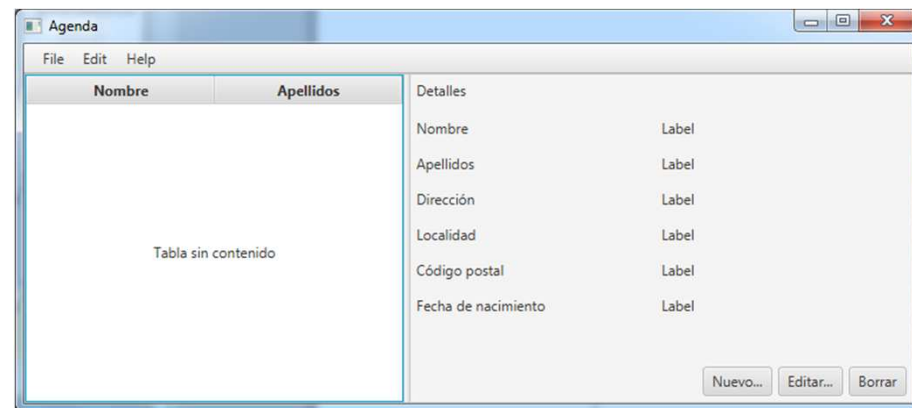 Agenda
File Edit Help
Nombre Apellidos
Tabla sin contenido
Detalles
Nombre Label
Apellidos Label
Dirección Label
Localidad Label
Código postal Label
Fecha de nacimiento Label
Nuevo... Editar... Borrar